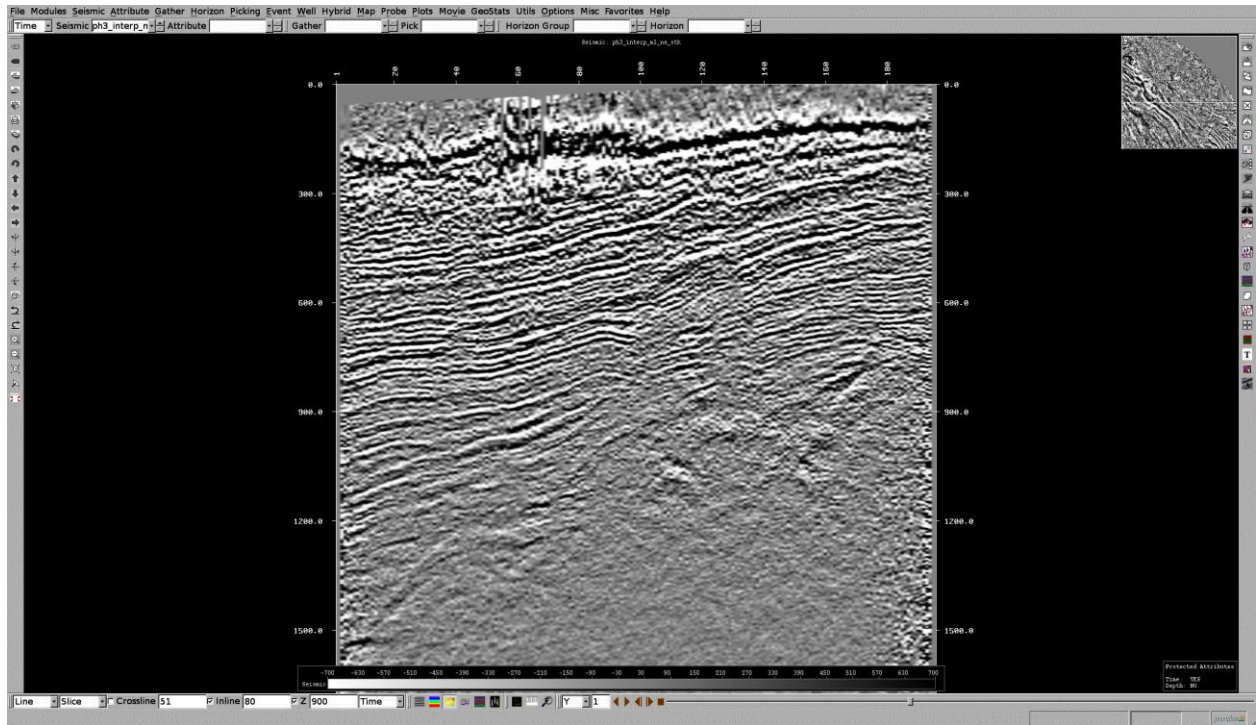 File Modules Seismic Attribute Gather Horizon Picking Event Well Hybrid Map Probe Plots Movie GeoStats Utils Options Misc Favorites Help
Time Seismic ph3_interp_n Attribute Gather Pick Horizon Group Horizon
Seismic:
1 20 40 60 80 100 120 140 160 180
0.0 0.0
300.0 300.0
600.0 600.0
900.0 900.0
1200.0 1200.0
1500.0 1500.0
-700 -630 -570 -510 -450 -390 -330 -270 -210 -150 -90 -30 30 90 150 210 270 330 390 450 510 570 630 700
Seismic
Protected Attributes
Time: YES
Depth: NO
Line Slice Crossline 51 Inline 80 Z 900 Time Y 1